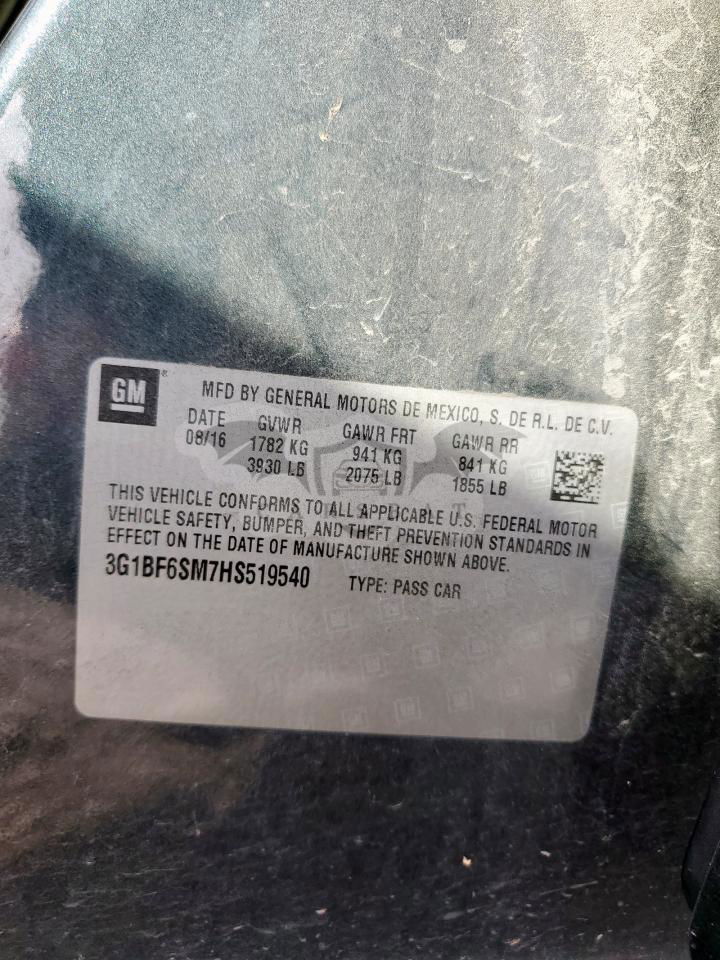 GM
MFD BY GENERAL MOTORS DE MEXICO, S. DE R.L. DE C.V.
DATE GVWR GAWR FRT GAWR RR
08/16 1782 KG 941 KG 841 KG
3930 LB 2075 LB 1855 LB
THIS VEHICLE CONFORMS TO ALL APPLICABLE U.S. FEDERAL MOTOR
VEHICLE SAFETY, BUMPER, AND THEFT PREVENTION STANDARDS IN
EFFECT ON THE DATE OF MANUFACTURE SHOWN ABOVE.
3G1BF6SM7HS519540 TYPE: PASS CAR